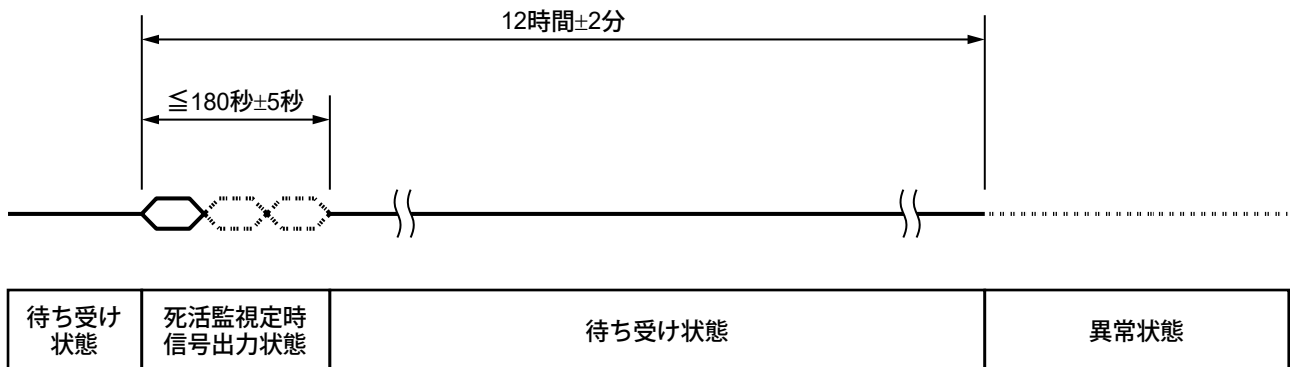 12時間±2分
≦180秒±5秒
待ち受け
状態
死活監視定時
信号出力状態
待ち受け状態
異常状態